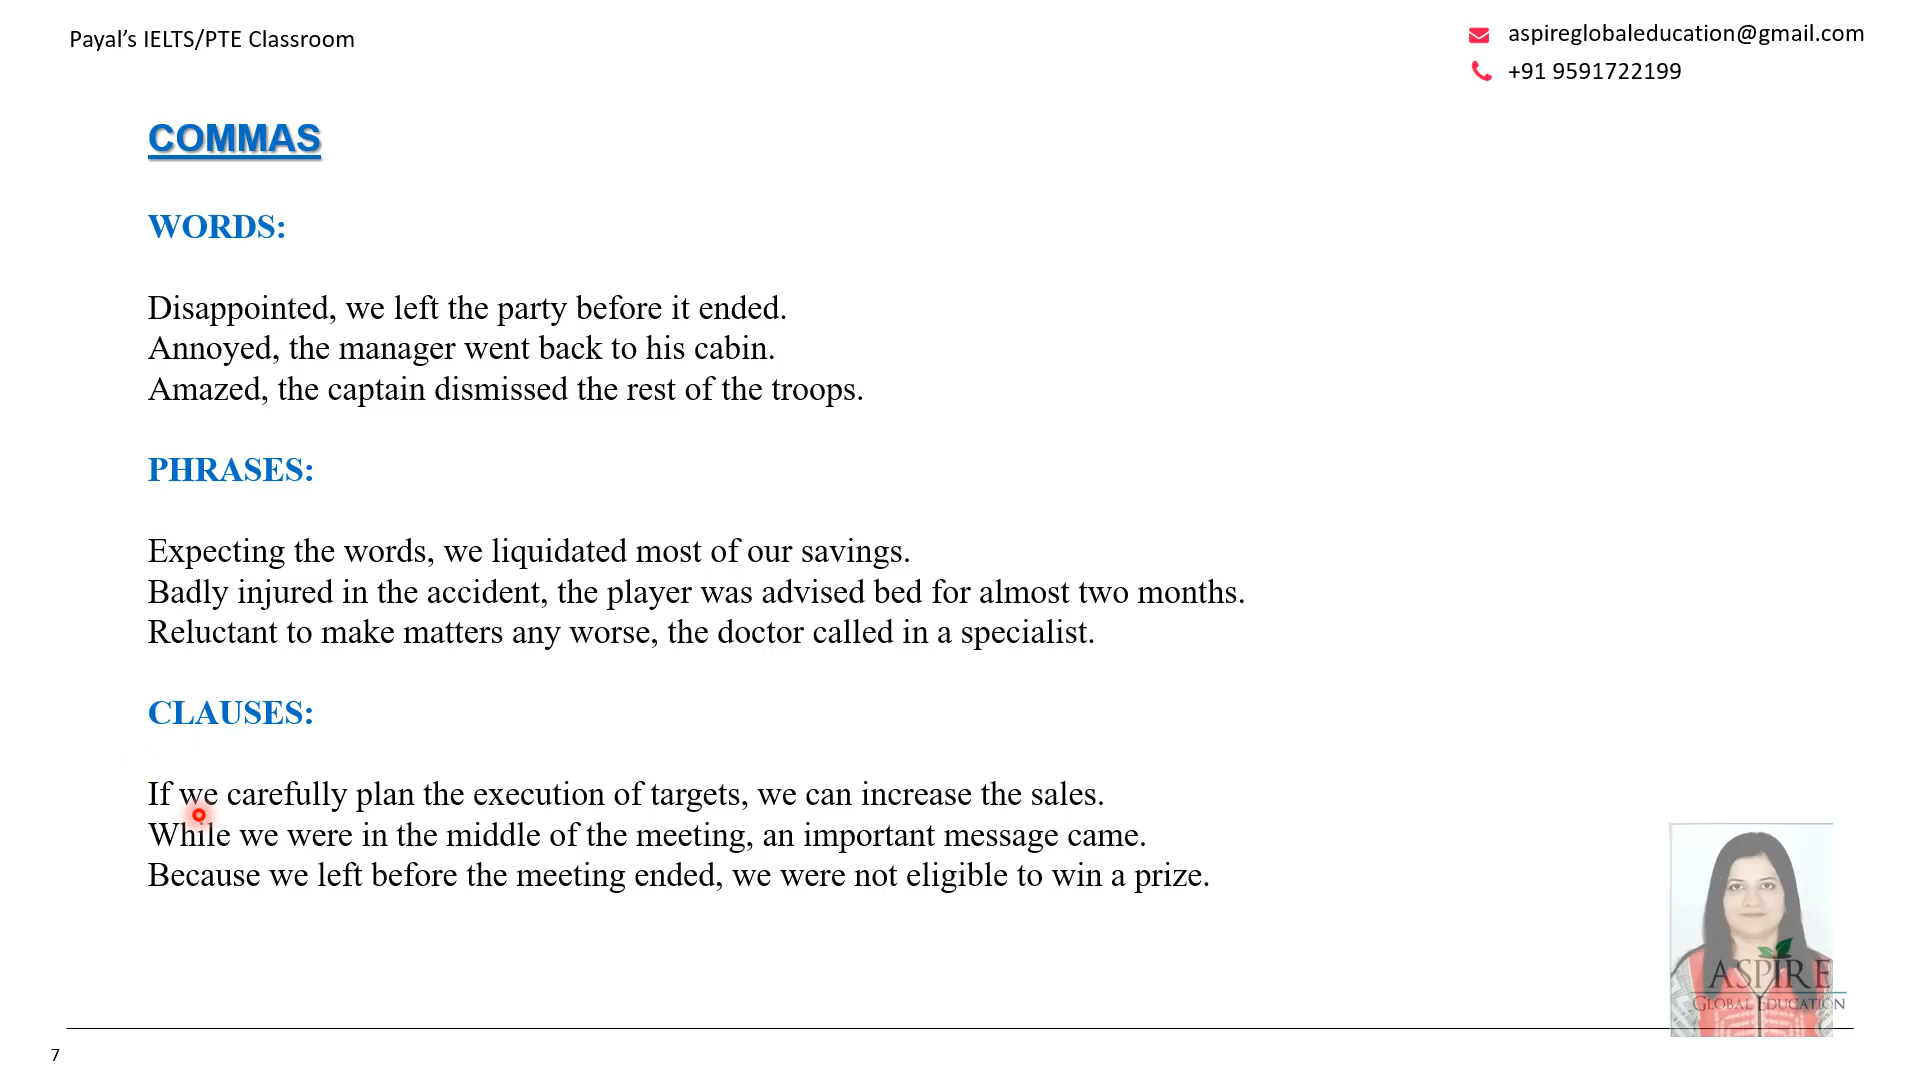 Payal’s IELTS/PTE Classroom
aspireglobaleducation@gmail.com
+91 9591722199
COMMAS
WORDS:
Disappointed, we left the party before it ended.
Annoyed, the manager went back to his cabin.
Amazed, the captain dismissed the rest of the troops.
PHRASES:
Expecting the words, we liquidated most of our savings.
Badly injured in the accident, the player was advised bed for almost two months.
Reluctant to make matters any worse, the doctor called in a specialist.
CLAUSES:
If we carefully plan the execution of targets, we can increase the sales.
While we were in the middle of the meeting, an important message came.
Because we left before the meeting ended, we were not eligible to win a prize.
ASPIRE
GLOBAL EDUCATION
7